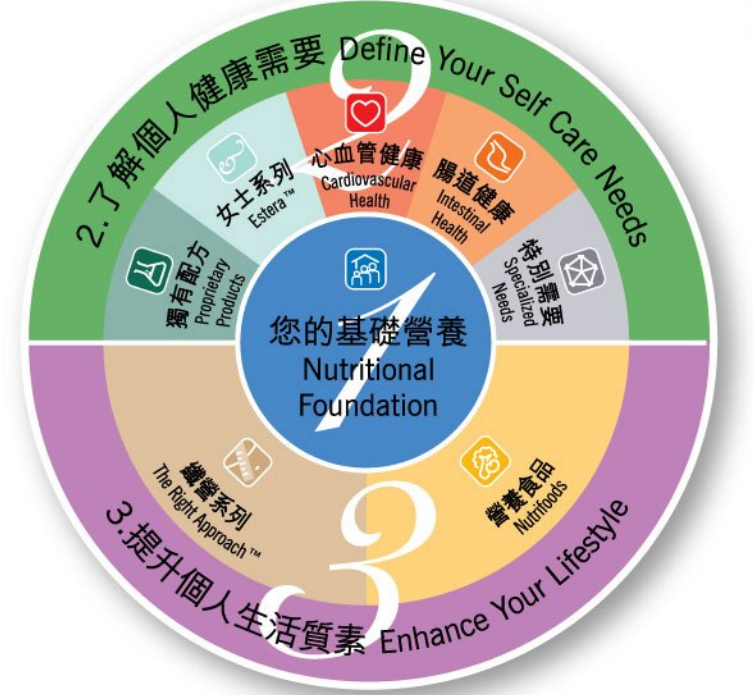 2.了解個人健康需要 Define Your Self Care Needs
獨有配方
Proprietary
Products
女士系列
Estera™
心血管健康
Cardiovascular
Health
腸道健康
Intestinal
Health
特別需要
Specialized
Needs
2
1
您的基礎營養
Nutritional
Foundation
纖營系列
The Right Approach™
營養食品
Nutrifoods
3
3.提升個人生活質素 Enhance Your Lifestyle